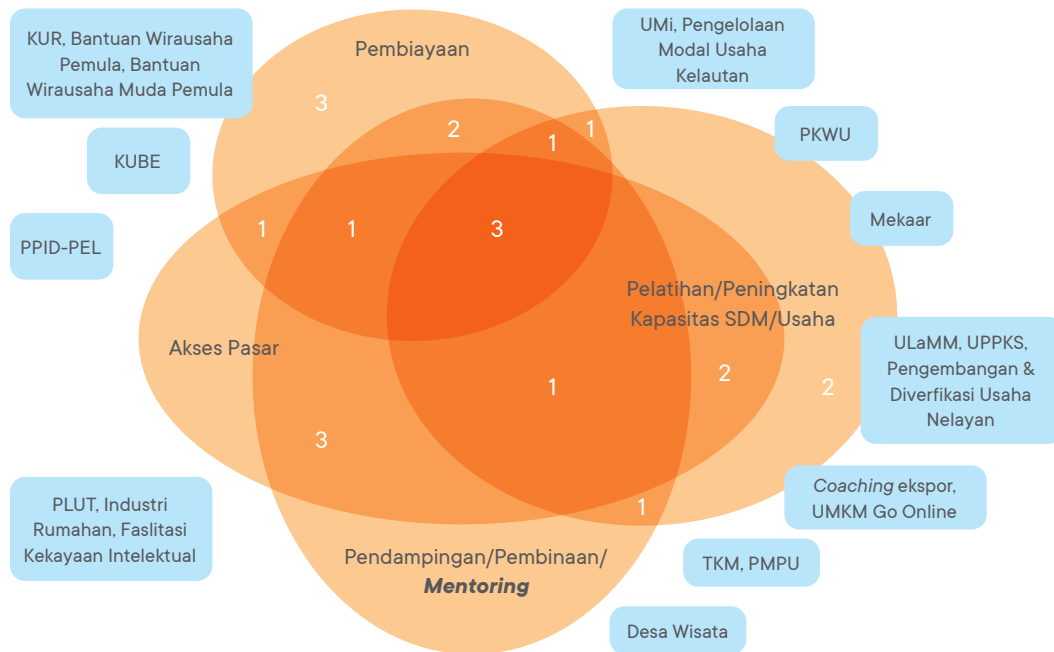 KUR, Bantuan Wirausaha
Pemula, Bantuan
Wirausaha Muda Pemula
Pembiayaan
UMi, Pengelolaan
Modal Usaha
Kelautan
3
2
1
1
PKWU
KUBE
Mekaar
1
1
3
PPID-PEL
Pelatihan/Peningkatan
Kapasitas SDM/Usaha
Akses Pasar
ULaMM, UPPKS,
Pengembangan &
Diverfikasi Usaha
Nelayan
1
2
2
3
PLUT, Industri
Rumahan, Faslitasi
Kekayaan Intelektual
Coaching ekspor,
UMKM Go Online
1
Pendampingan/Pembinaan/
Mentoring
TKM, PMPU
Desa Wisata